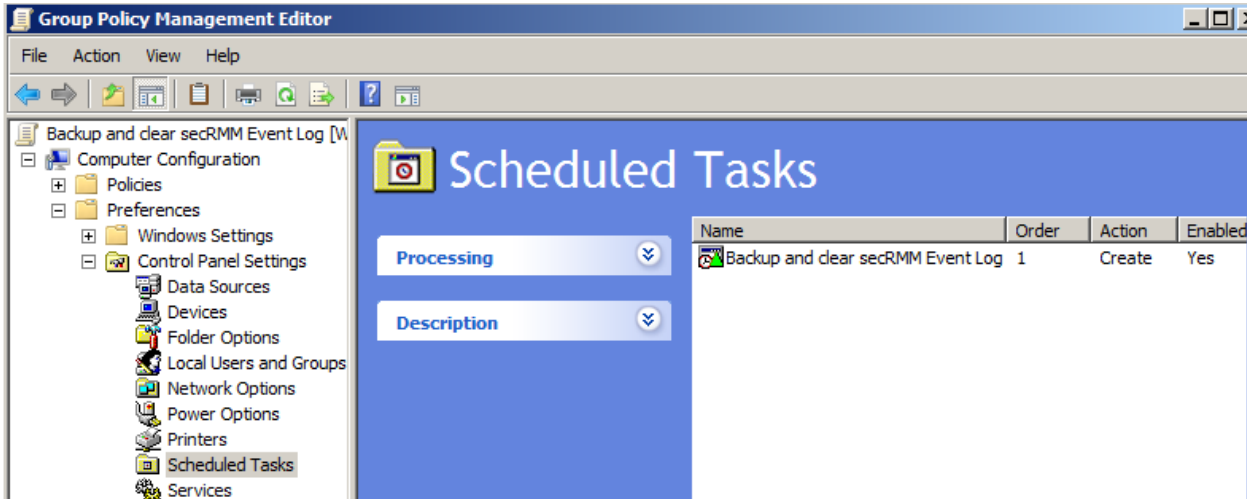 Group Policy Management Editor
File Action View Help
Backup and clear secRMM Event Log [W
Computer Configuration
Policies
Preferences
Windows Settings
Control Panel Settings
Data Sources
Devices
Folder Options
Local Users and Groups
Network Options
Power Options
Printers
Scheduled Tasks
Services
Scheduled Tasks
Processing
Description
Name Order Action Enabled
Backup and clear secRMM Event Log 1 Create Yes